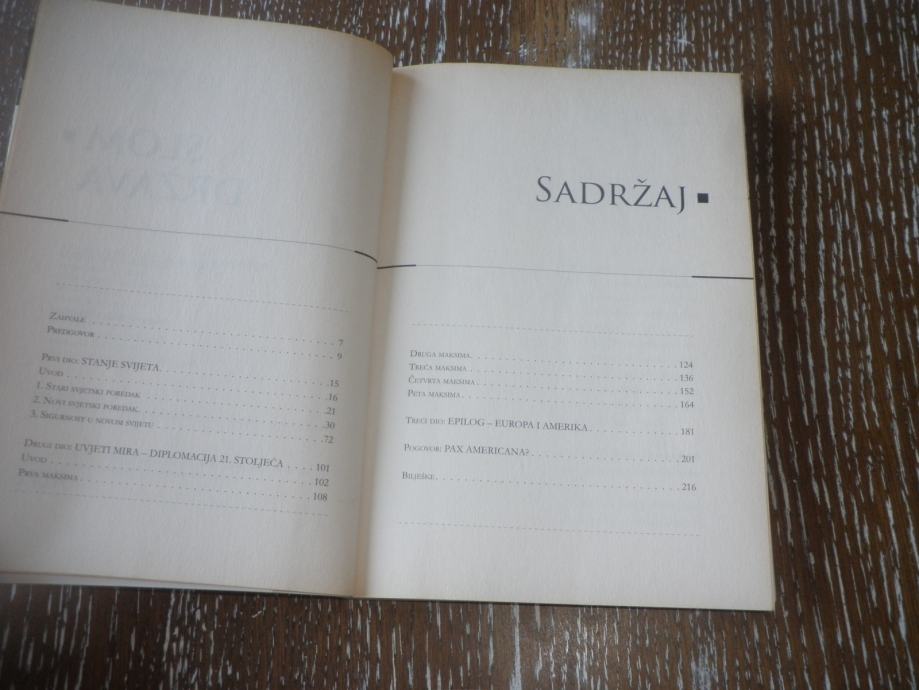 SLOM
DRŽAVA
Zahvale 7
Predgovor 9
Prvi dio: STANJE SVIJETA 15
Uvod 16
1. Stari svjetski poredak 21
2. Novi svjetski poredak 30
3. Sigurnost u novom svijetu 72
Drugi dio: UVJETI MIRA – DIPLOMACIJA 21. STOLJEĆA 101
Uvod 102
Prva maksima 108
SADRŽAJ
Druga maksima 124
Treća maksima 136
Četvrta maksima 152
Peta maksima 164
Treći dio: EPILOG – EUROPA I AMERIKA 181
Pogovor: PAX AMERICANA? 201
Bilješke 216